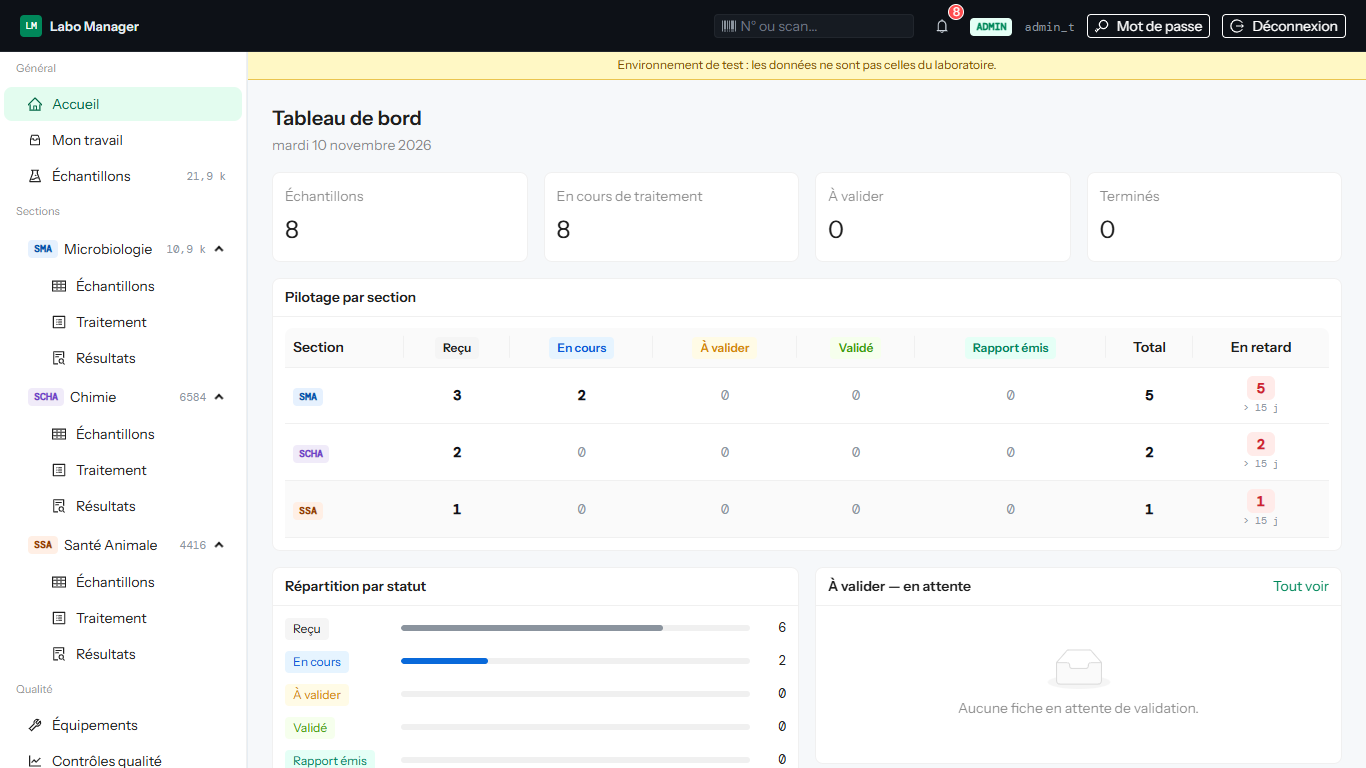 LM Labo Manager
N° ou scan...
8
ADMIN
admin_t
Mot de passe
Déconnexion
Environnement de test : les données ne sont pas celles du laboratoire.
Général
Accueil
Mon travail
Échantillons 21,9 k
Sections
SMA Microbiologie 10,9 k
Échantillons
Traitement
Résultats
SCHA Chimie 6584
Échantillons
Traitement
Résultats
SSA Santé Animale 4416
Échantillons
Traitement
Résultats
Qualité
Équipements
Contrôles qualité
Tableau de bord
mardi 10 novembre 2026
Échantillons
8
En cours de traitement
8
À valider
0
Terminés
0
Pilotage par section
Section Reçu En cours À valider Validé Rapport émis Total En retard
SMA 3 2 0 0 0 5 5
> 15 j
SCHA 2 0 0 0 0 2 2
> 15 j
SSA 1 0 0 0 0 1 1
> 15 j
Répartition par statut
Reçu 6
En cours 2
À valider 0
Validé 0
Rapport émis 0
À valider — en attente Tout voir
Aucune fiche en attente de validation.